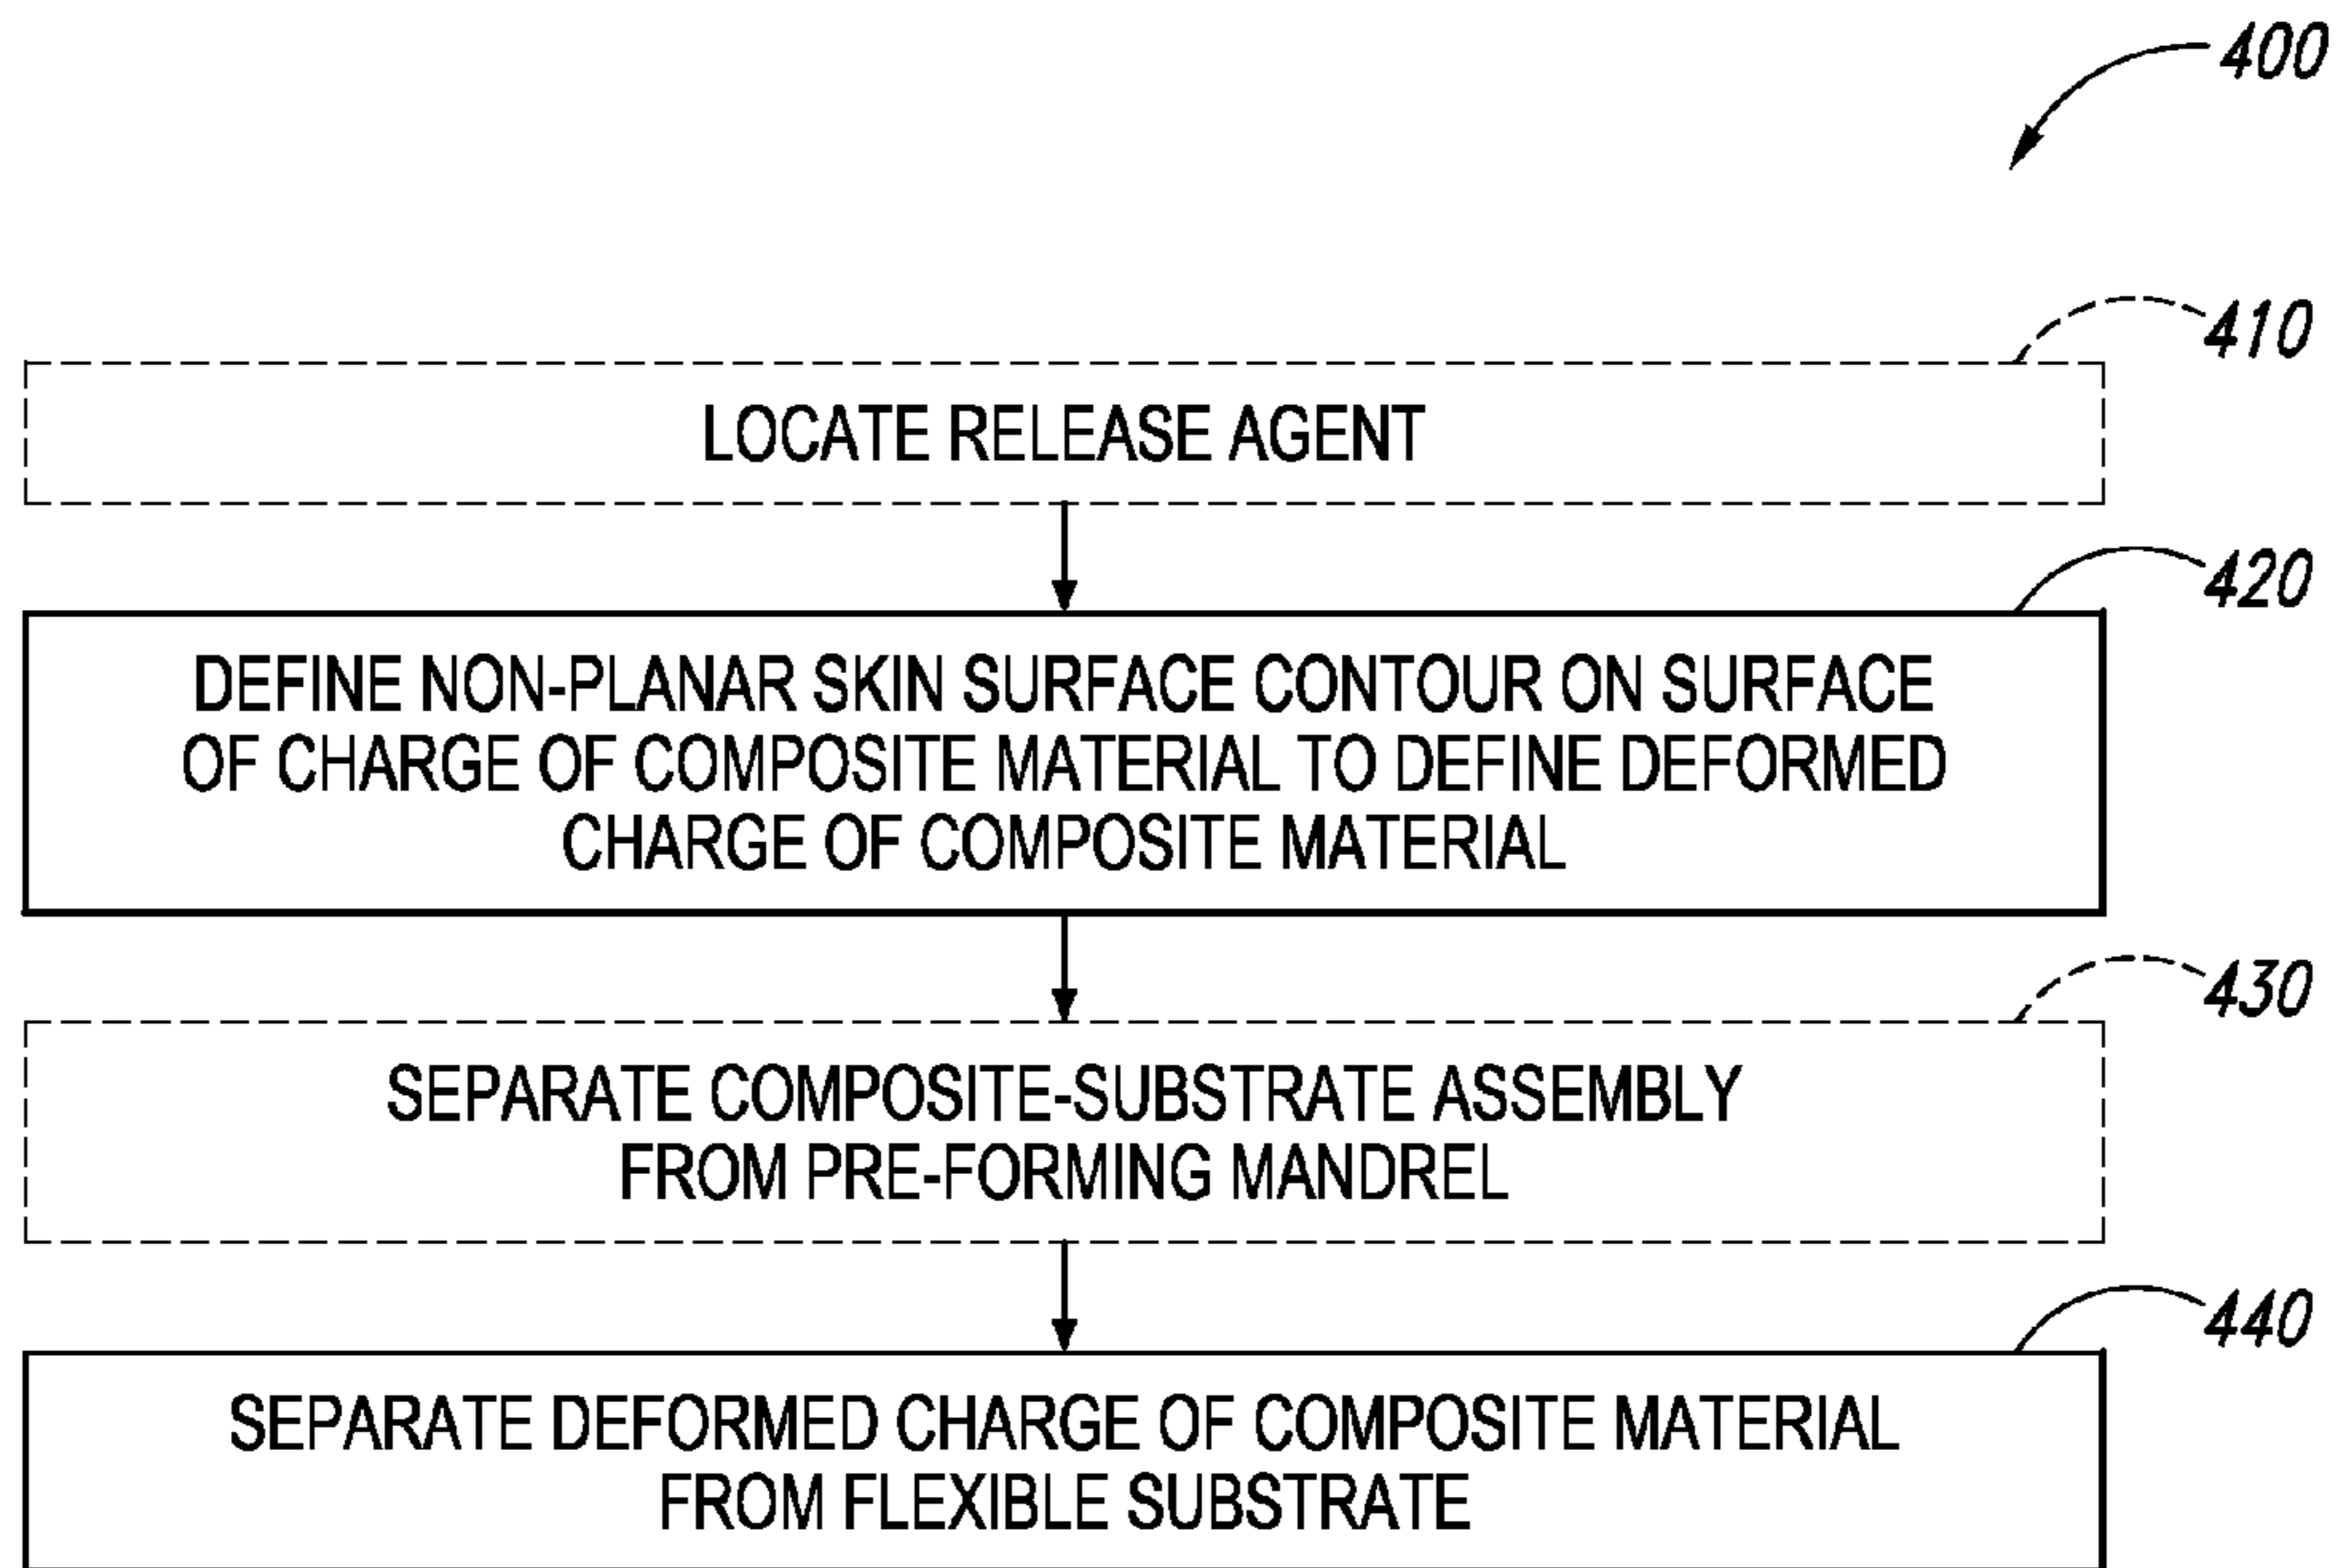 400
410
LOCATE RELEASE AGENT
420
DEFINE NON-PLANAR SKIN SURFACE CONTOUR ON SURFACE
OF CHARGE OF COMPOSITE MATERIAL TO DEFINE DEFORMED
CHARGE OF COMPOSITE MATERIAL
430
SEPARATE COMPOSITE-SUBSTRATE ASSEMBLY
FROM PRE-FORMING MANDREL
440
SEPARATE DEFORMED CHARGE OF COMPOSITE MATERIAL
FROM FLEXIBLE SUBSTRATE